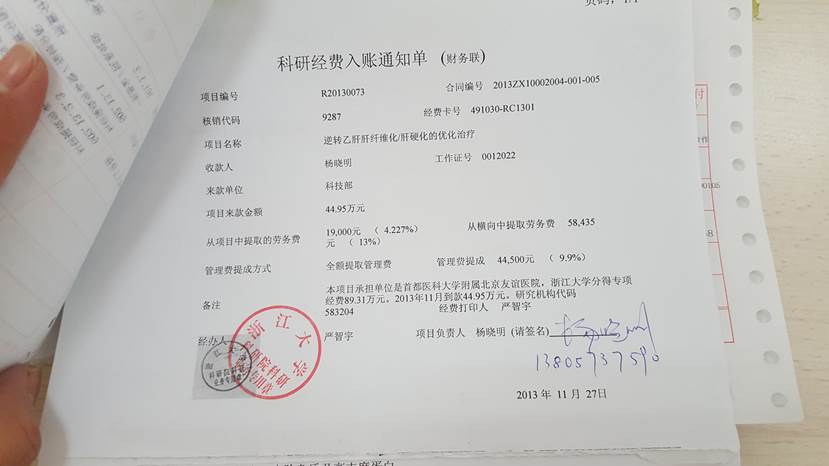 页码：1/1
科研经费入账通知单 (财务联)
项目编号 R20130073 合同编号 2013ZX10002004-001-005
核销代码 9287 经费卡号 491030-RC1301
项目名称 逆转乙肝肝纤维化/肝硬化的优化治疗
收款人 杨晓明 工作证号 0012022
来款单位 科技部
项目来款金额 44.95万元
从项目中提取的劳务费 19,000元 ( 4.227%) 从横向中提取劳务费 58,435
元 ( 13%)
管理费提成方式 全额提取管理费 管理费提成 44,500元 ( 9.9%)
备注 本项目承担单位是首都医科大学附属北京友谊医院，浙江大学分得专项
经费89.31万元。2013年11月到款44.95万元。研究机构代码
583204 经费打印人 严智宇
经办人 严智宇 项目负责人 杨晓明 (请签名)
13805737580
浙江大学
科研院科研
2013 年 11 月 27日